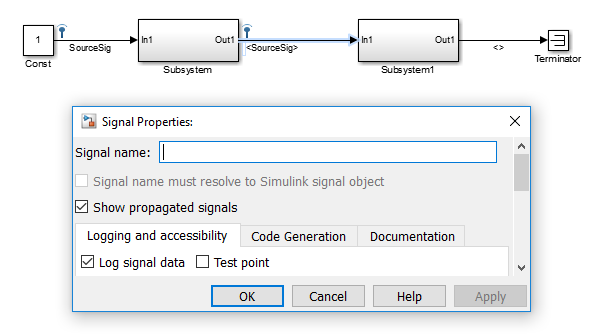 1
SourceSig
In1
Out1
<SourceSig>
In1
Out1
<>
Const
Subsystem
Subsystem1
Terminator
Signal Properties:
Signal name:
Signal name must resolve to Simulink signal object
Show propagated signals
Logging and accessibility
Code Generation
Documentation
Log signal data
Test point
OK
Cancel
Help
Apply